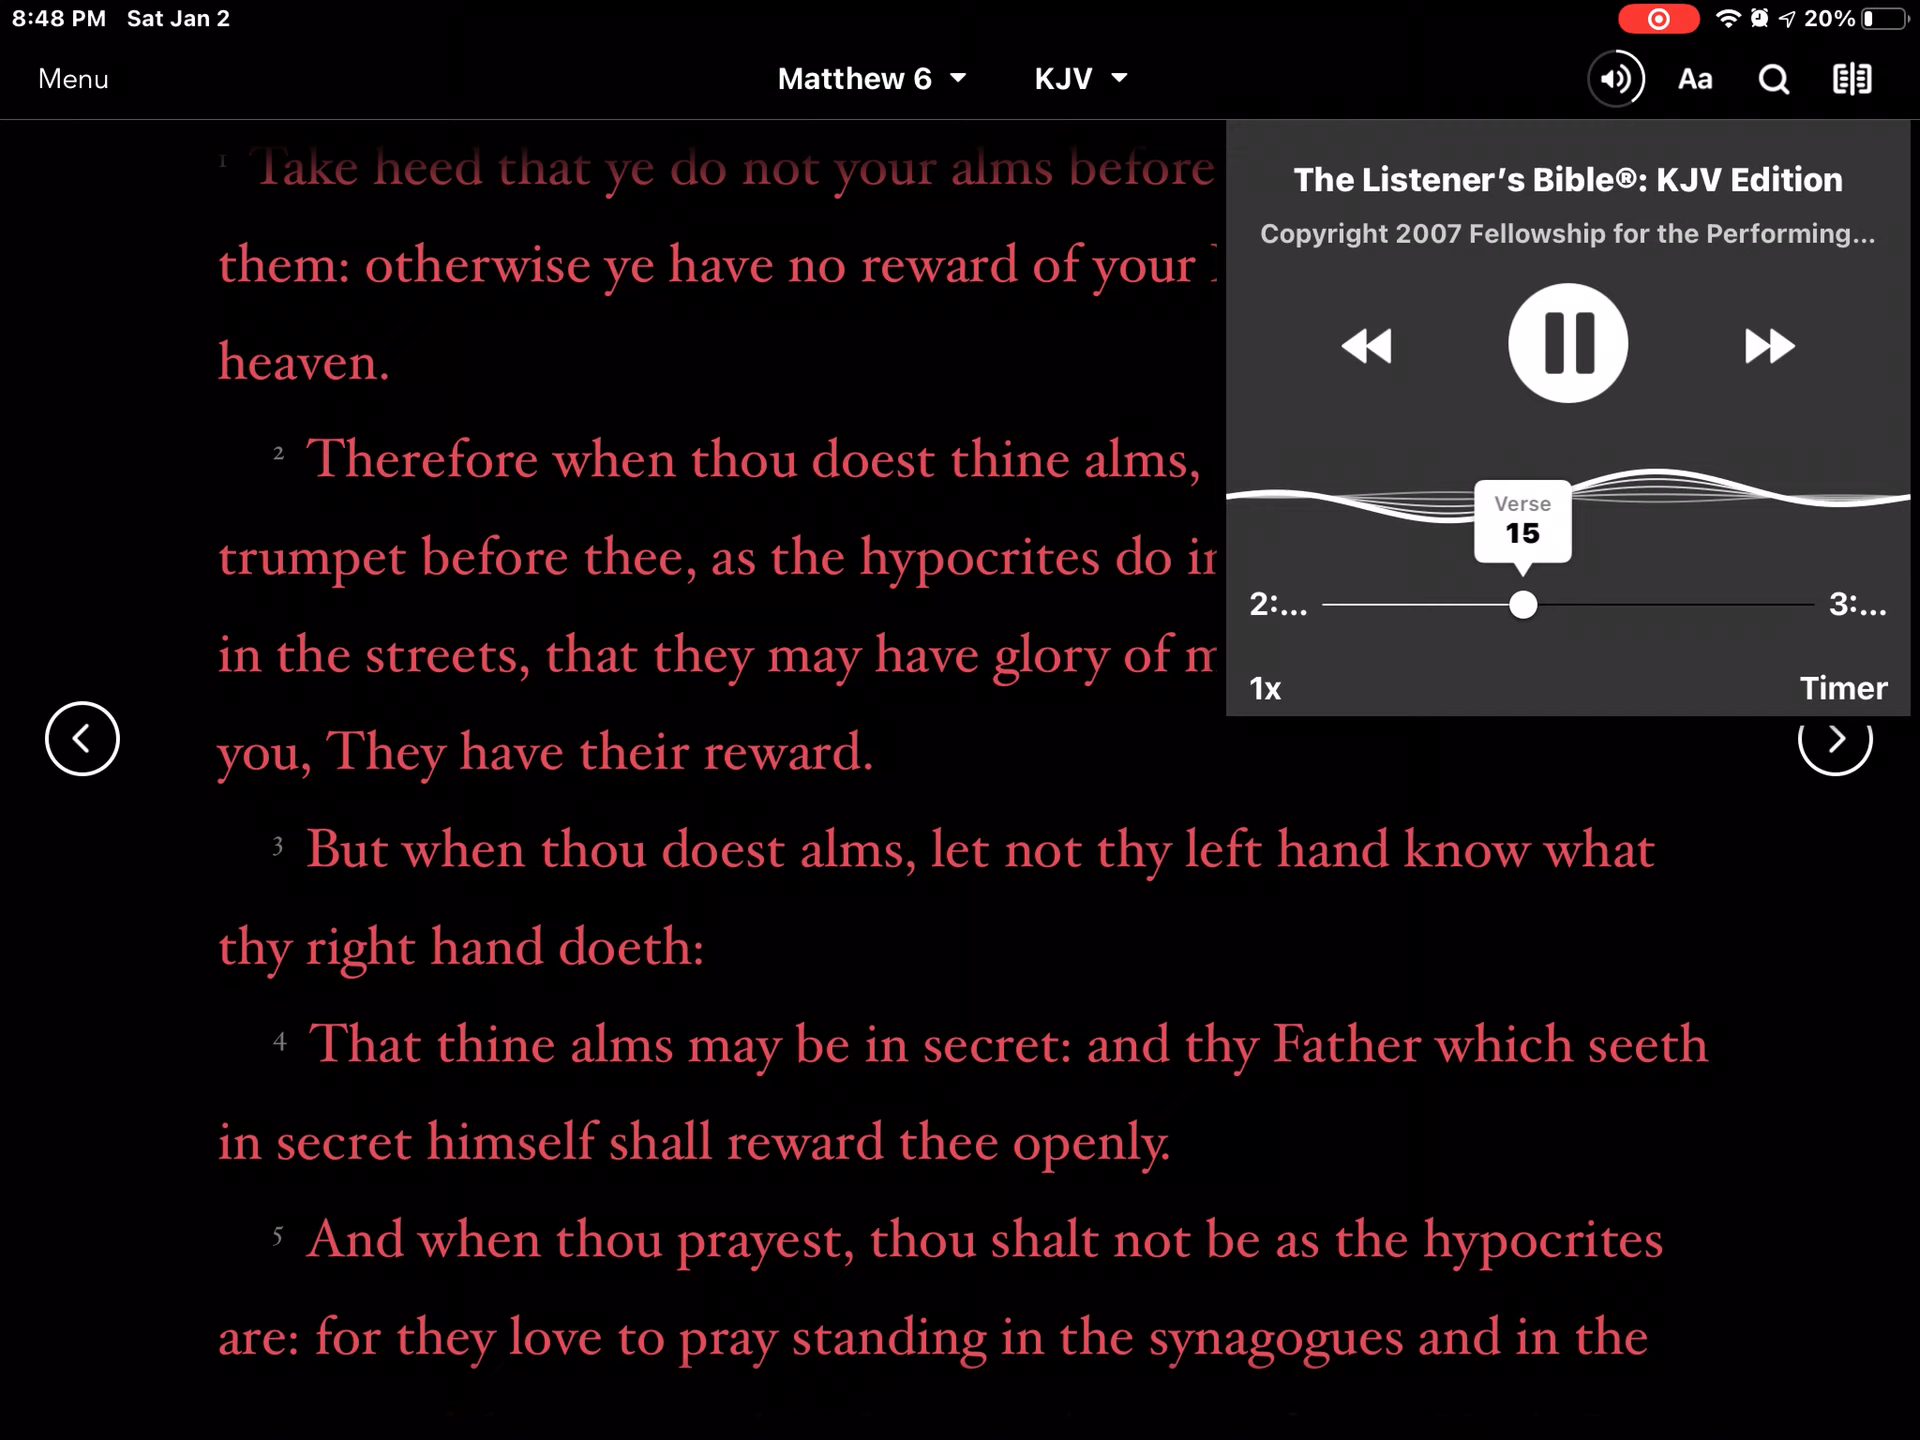 8:48 PM Sat Jan 2 20%
Menu Matthew 6 KJV Aa
The Listener's Bible®: KJV Edition
Copyright 2007 Fellowship for the Performing...
Verse
15
2:... 3:...
1x Timer
1 Take heed that ye do not your alms before
them: otherwise ye have no reward of your
heaven.
2 Therefore when thou doest thine alms,
trumpet before thee, as the hypocrites do
in the streets, that they may have glory of
you, They have their reward.
3 But when thou doest alms, let not thy left hand know what
thy right hand doeth:
4 That thine alms may be in secret: and thy Father which seeth
in secret himself shall reward thee openly.
5 And when thou prayest, thou shalt not be as the hypocrites
are: for they love to pray standing in the synagogues and in the